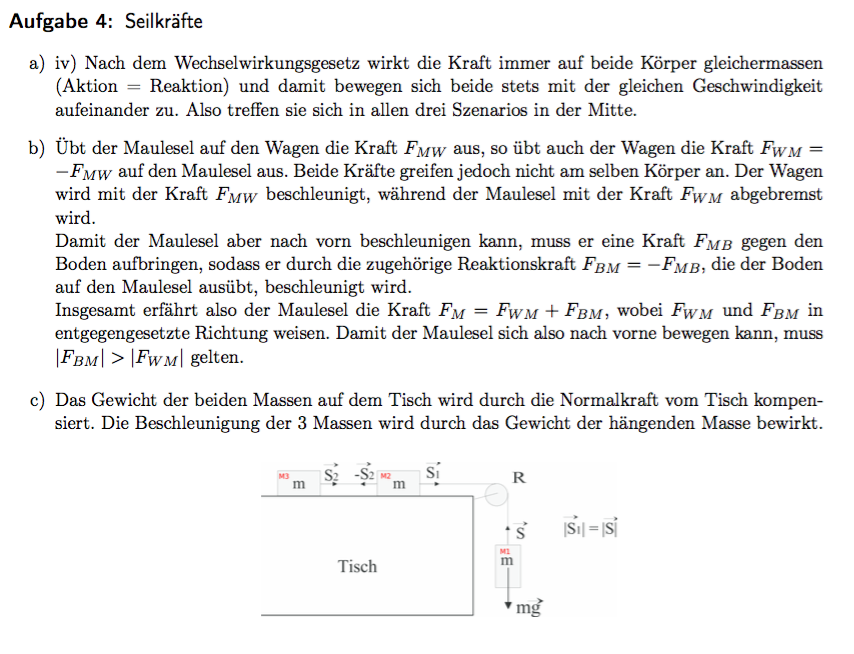 Aufgabe 4: Seilkräfte
a) iv) Nach dem Wechselwirkungsgesetz wirkt die Kraft immer auf beide Körper gleichermassen
(Aktion = Reaktion) und damit bewegen sich beide stets mit der gleichen Geschwindigkeit
aufeinander zu. Also treffen sie sich in allen drei Szenarios in der Mitte.
b) Übt der Maulesel auf den Wagen die Kraft F_MW aus, so übt auch der Wagen die Kraft F_WM =
−F_MW auf den Maulesel aus. Beide Kräfte greifen jedoch nicht am selben Körper an. Der Wagen
wird mit der Kraft F_MW beschleunigt, während der Maulesel mit der Kraft F_WM abgebremst
wird.
Damit der Maulesel aber nach vorn beschleunigen kann, muss er eine Kraft F_MB gegen den
Boden aufbringen, sodass er durch die zugehörige Reaktionskraft F_BM = −F_MB, die der Boden
auf den Maulesel ausübt, beschleunigt wird.
Insgesamt erfährt also der Maulesel die Kraft F_M = F_WM + F_BM, wobei F_WM und F_BM in
entgegengesetzte Richtung weisen. Damit der Maulesel sich also nach vorne bewegen kann, muss
|F_BM| > |F_WM| gelten.
c) Das Gewicht der beiden Massen auf dem Tisch wird durch die Normalkraft vom Tisch kompen-
siert. Die Beschleunigung der 3 Massen wird durch das Gewicht der hängenden Masse bewirkt.
M3 m S⃗2 -S⃗2 M2 m S⃗1 R
S⃗ |S⃗1| = |S⃗|
M1
m
Tisch
mg⃗